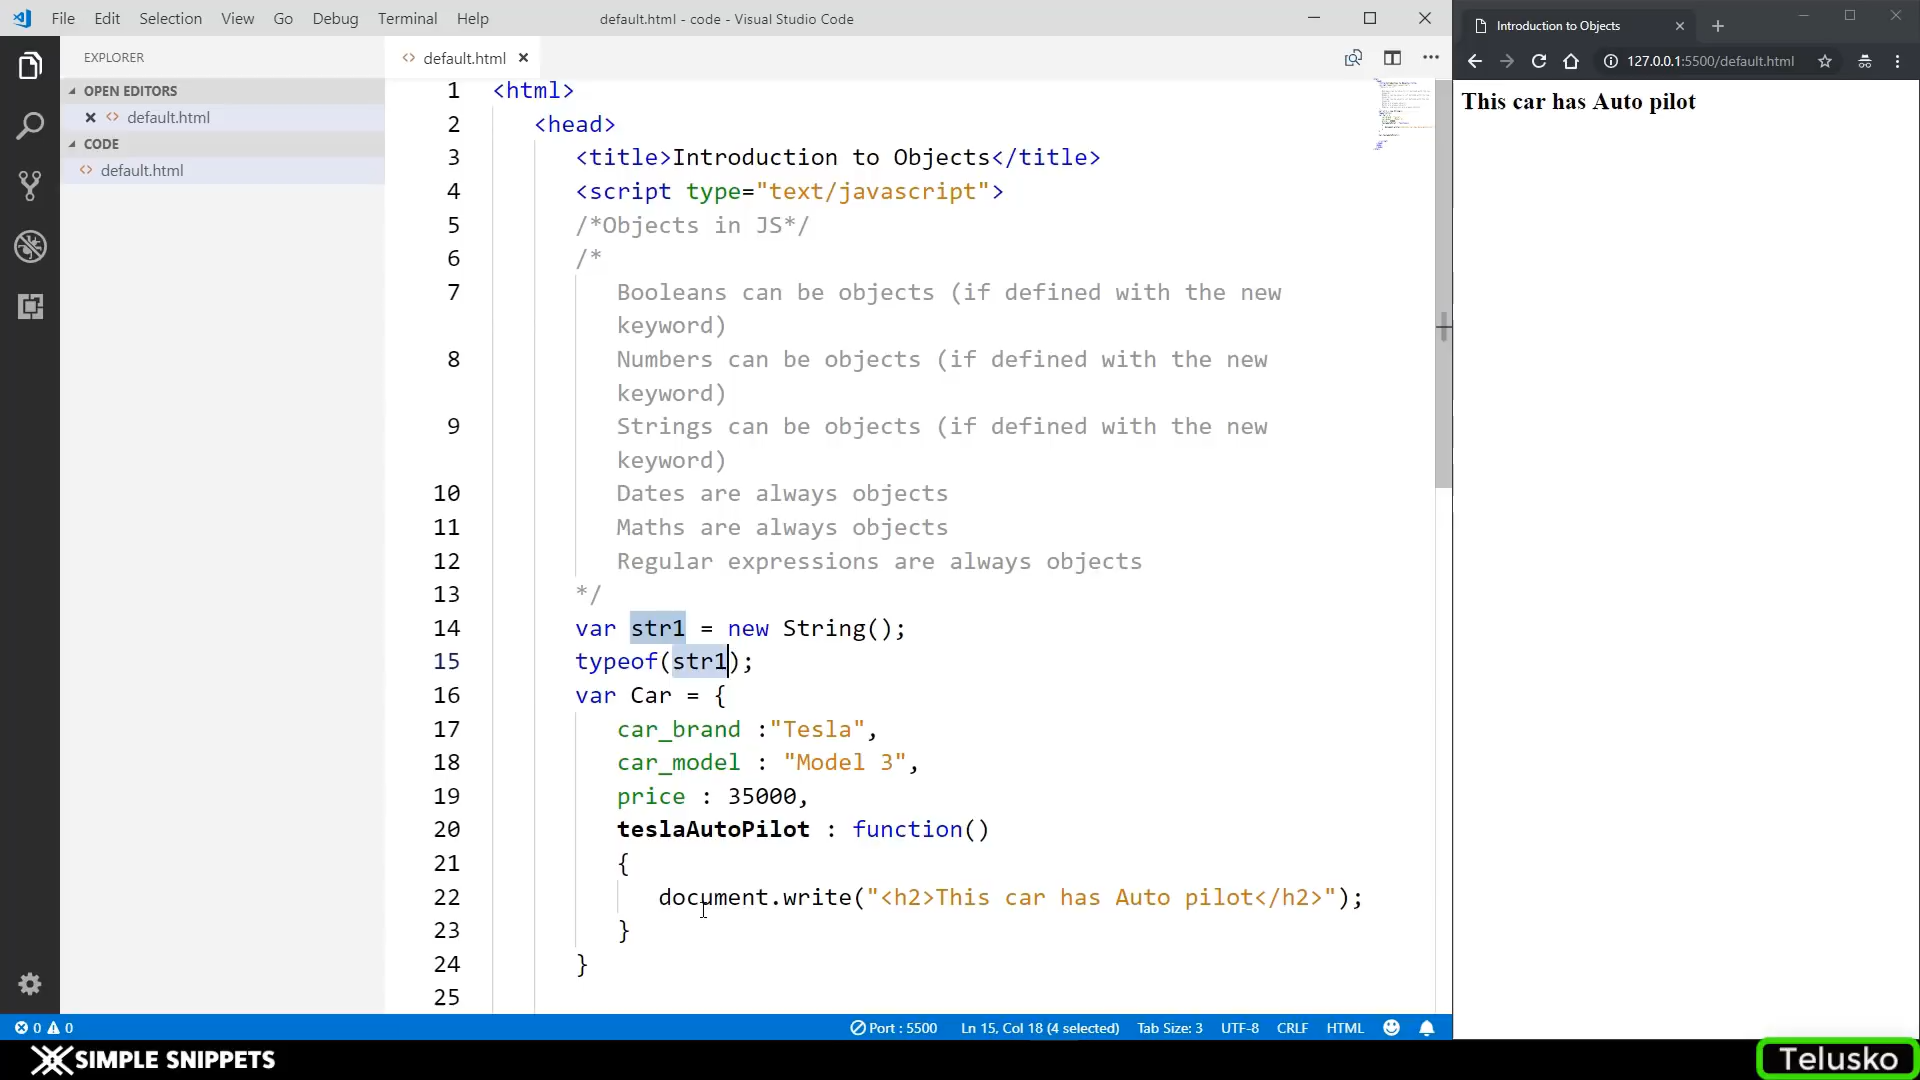 File Edit Selection View Go Debug Terminal Help default.html - code - Visual Studio Code
Introduction to Objects
EXPLORER
default.html
127.0.0.1:5500/default.html
OPEN EDITORS
default.html
CODE
default.html
1 <html>
2 <head>
3 <title>Introduction to Objects</title>
4 <script type="text/javascript">
5 /*Objects in JS*/
6 /*
7 Booleans can be objects (if defined with the new
keyword)
8 Numbers can be objects (if defined with the new
keyword)
9 Strings can be objects (if defined with the new
keyword)
10 Dates are always objects
11 Maths are always objects
12 Regular expressions are always objects
13 */
14 var str1 = new String();
15 typeof(str1);
16 var Car = {
17 car_brand :"Tesla",
18 car_model : "Model 3",
19 price : 35000,
20 teslaAutoPilot : function()
21 {
22 document.write("<h2>This car has Auto pilot</h2>");
23 }
24 }
25
This car has Auto pilot
0 0 Port : 5500 Ln 15, Col 18 (4 selected) Tab Size: 3 UTF-8 CRLF HTML
SIMPLE SNIPPETS
Telusko